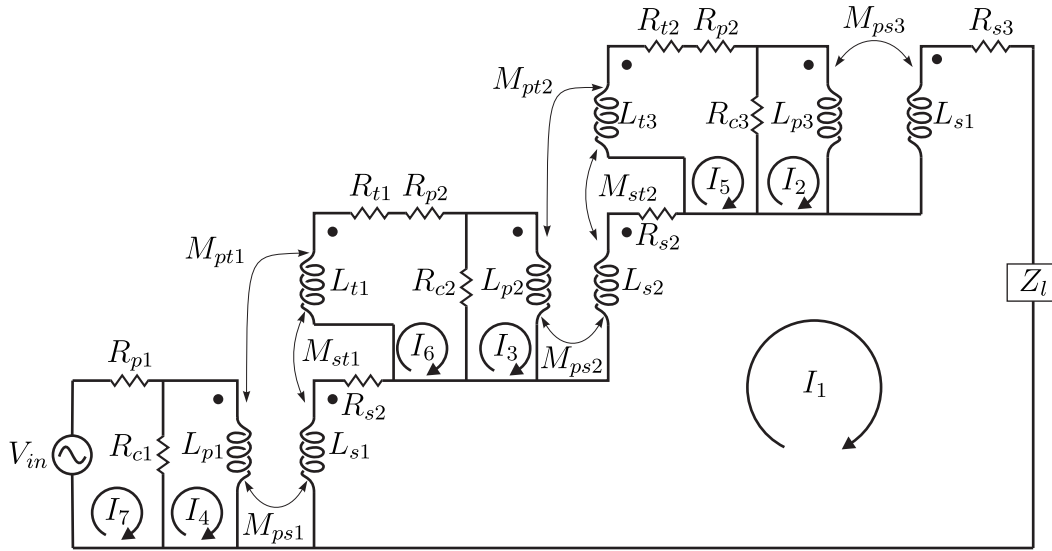 R_{t2} R_{p2} M_{ps3} R_{s3}
M_{pt2}
L_{t3} R_{c3} L_{p3} L_{s1}
M_{st2} I_5 I_2
R_{t1} R_{p2}
R_{s2}
M_{pt1}
L_{t1} R_{c2} L_{p2} L_{s2} Z_l
R_{p1} M_{st1} I_6 I_3 M_{ps2}
I_1
R_{s2}
V_{in} R_{c1} L_{p1} L_{s1}
I_7 I_4 M_{ps1}